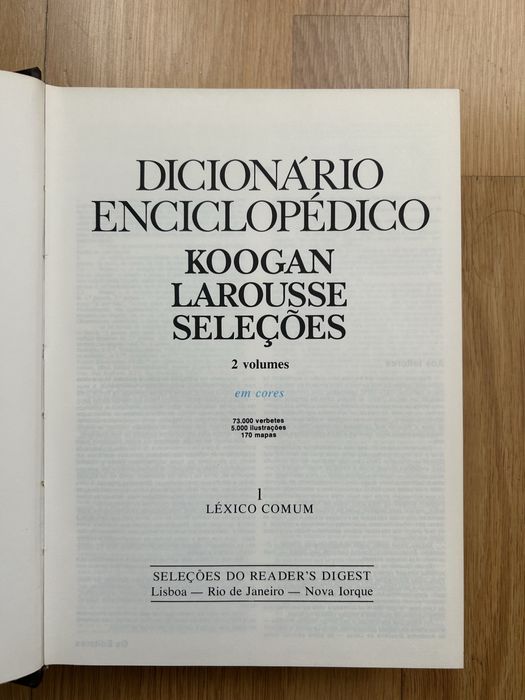 DICIONÁRIO
ENCICLOPÉDICO
KOOGAN
LAROUSSE
SELEÇÕES
2 volumes
em cores
73.000 verbetes
5.000 ilustrações
170 mapas
1
LÉXICO COMUM
SELEÇÕES DO READER'S DIGEST
Lisboa — Rio de Janeiro — Nova Iorque